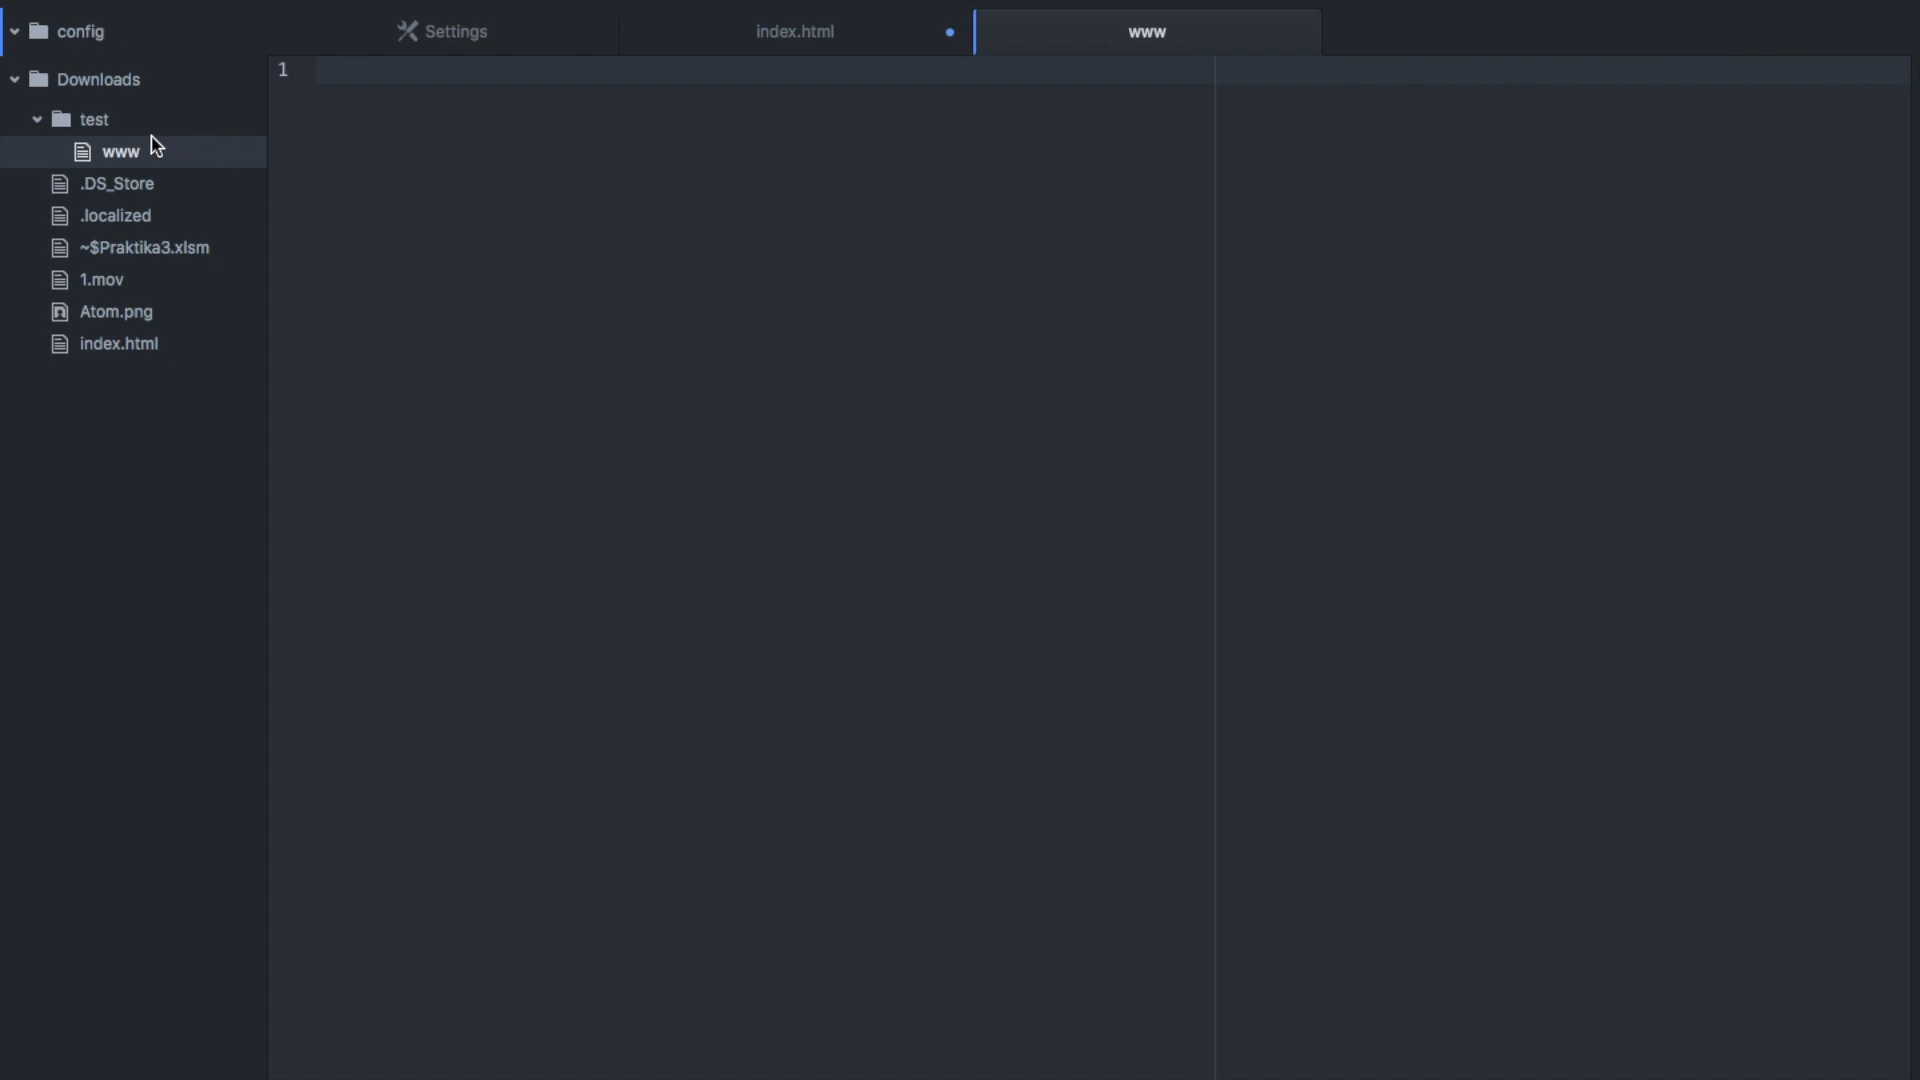 config
Settings
index.html
www
Downloads
1
test
www
.DS_Store
.localized
~$Praktika3.xlsm
1.mov
Atom.png
index.html